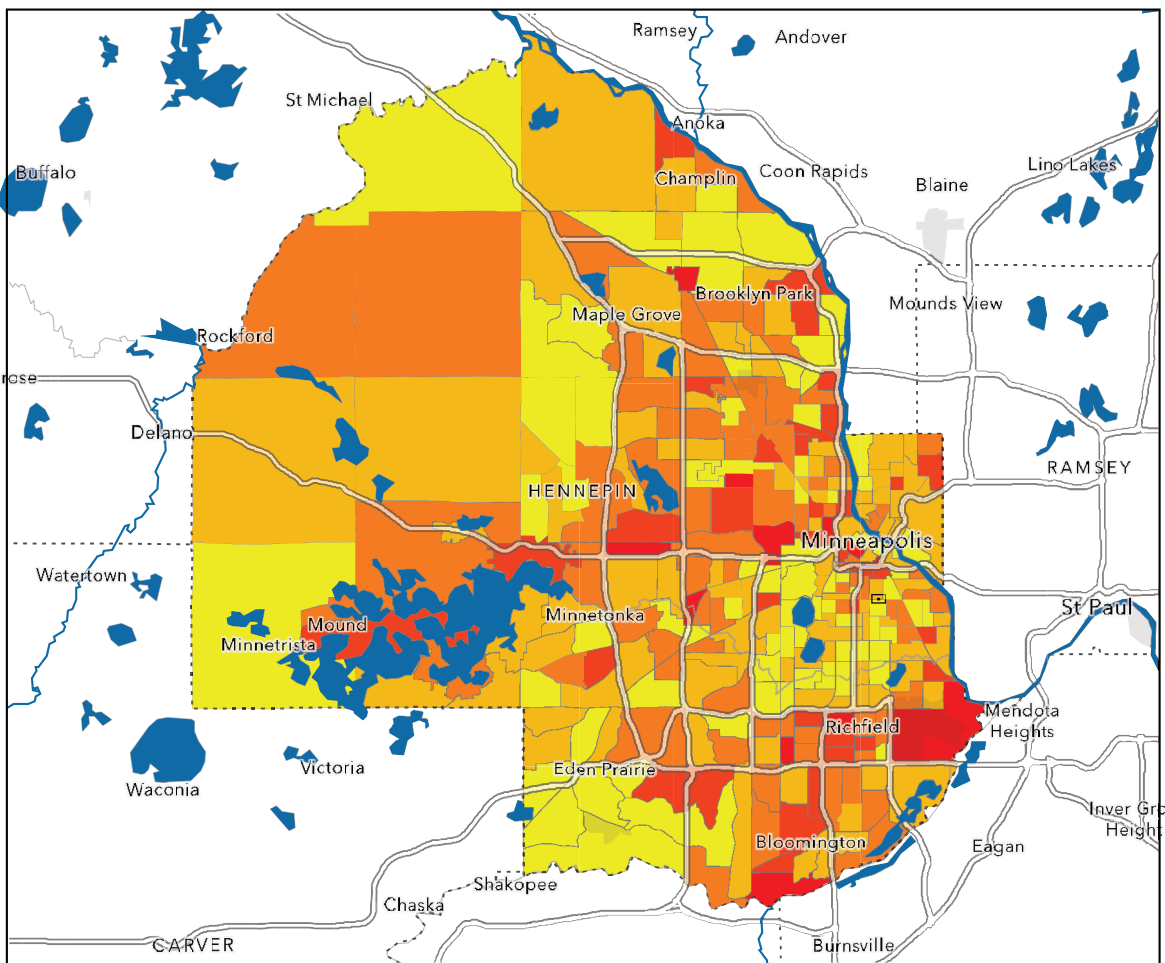 Ramsey
Andover
St Michael
Anoka
Coon Rapids
Lino Lakes
Buffalo
Champlin
Blaine
Brooklyn Park
Mounds View
Maple Grove
Rockford
rose
Delano
RAMSEY
HENNEPIN
Minneapolis
Watertown
St Paul
Mound
Minnetonka
Minnetrista
Mendota
Heights
Richfield
Victoria
Eden Prairie
Waconia
Inver Gro
Height
Bloomington
Eagan
Shakopee
Chaska
CARVER
Burnsville